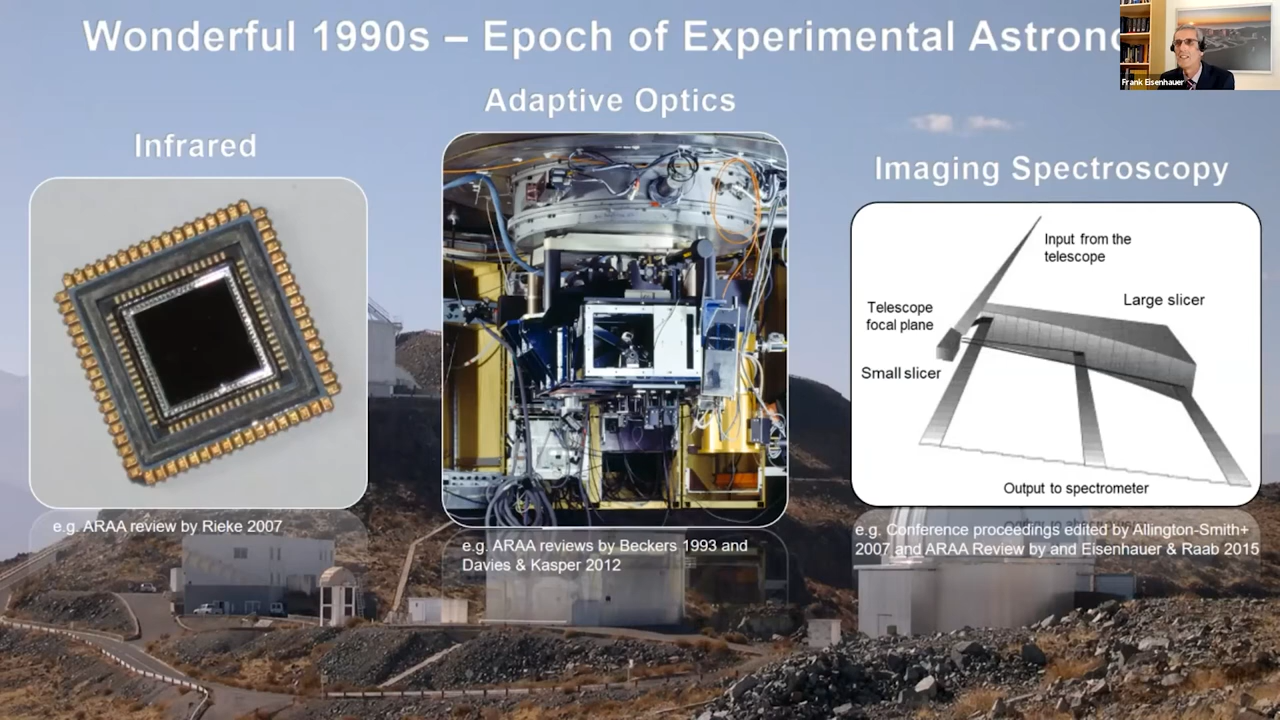 Wonderful 1990s – Epoch of Experimental Astrono
Frank Eisenhauer
Adaptive Optics
Infrared
Imaging Spectroscopy
Input from the
telescope
Telescope
focal plane
Large slicer
Small slicer
Output to spectrometer
e.g. ARAA review by Rieke 2007
e.g. ARAA reviews by Beckers 1993 and
Davies & Kasper 2012
e.g. Conference proceedings edited by Allington-Smith+
2007 and ARAA Review by and Eisenhauer & Raab 2015